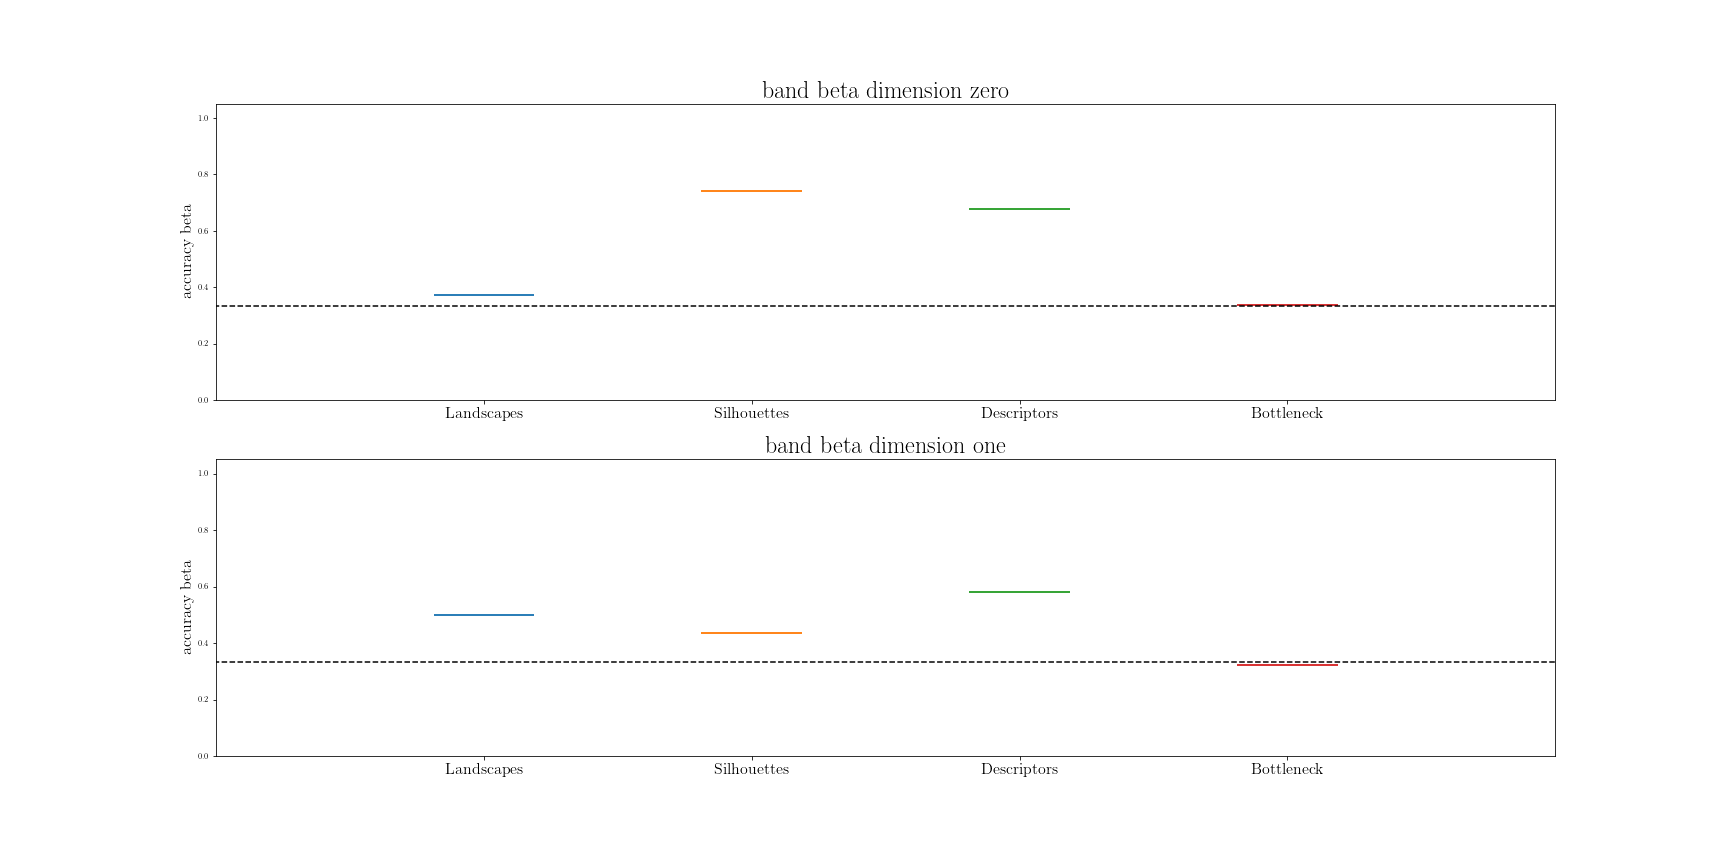 band beta dimension zero
accuracy beta
1.0
0.8
0.6
0.4
0.2
0.0
Landscapes Silhouettes Descriptors Bottleneck
band beta dimension one
accuracy beta
1.0
0.8
0.6
0.4
0.2
0.0
Landscapes Silhouettes Descriptors Bottleneck